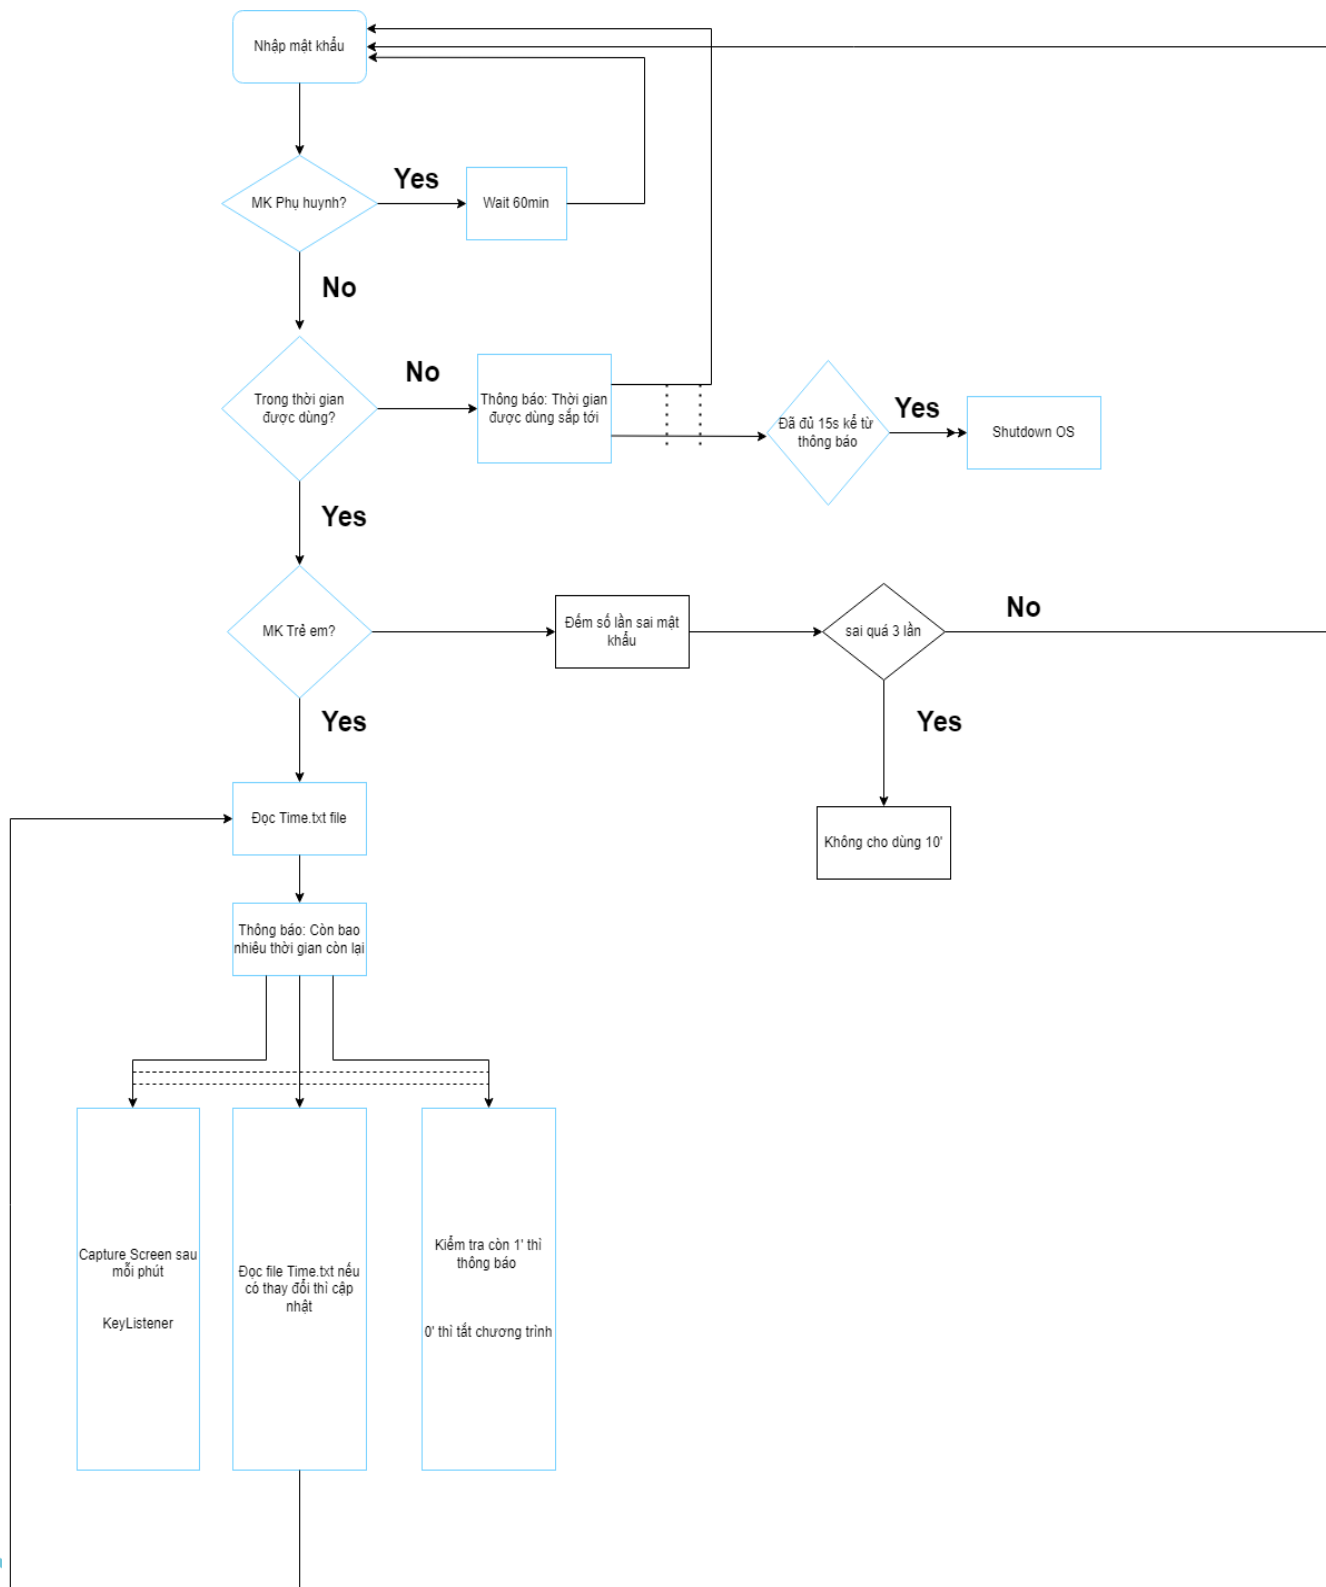 Nhập mật khẩu
MK Phụ huynh?
Yes
Wait 60min
No
Trong thời gian
được dùng?
No
Thông báo: Thời gian
được dùng sắp tới
Đã đủ 15s kể từ
thông báo
Yes
Shutdown OS
Yes
MK Trẻ em?
Đếm số lần sai mật
khẩu
sai quá 3 lần
No
Yes
Yes
Không cho dùng 10'
Đọc Time.txt file
Thông báo: Còn bao
nhiêu thời gian còn lại
Capture Screen sau
mỗi phút
KeyListener
Đọc file Time.txt nếu
có thay đổi thì cập
nhật
Kiểm tra còn 1' thì
thông báo
0' thì tắt chương trình